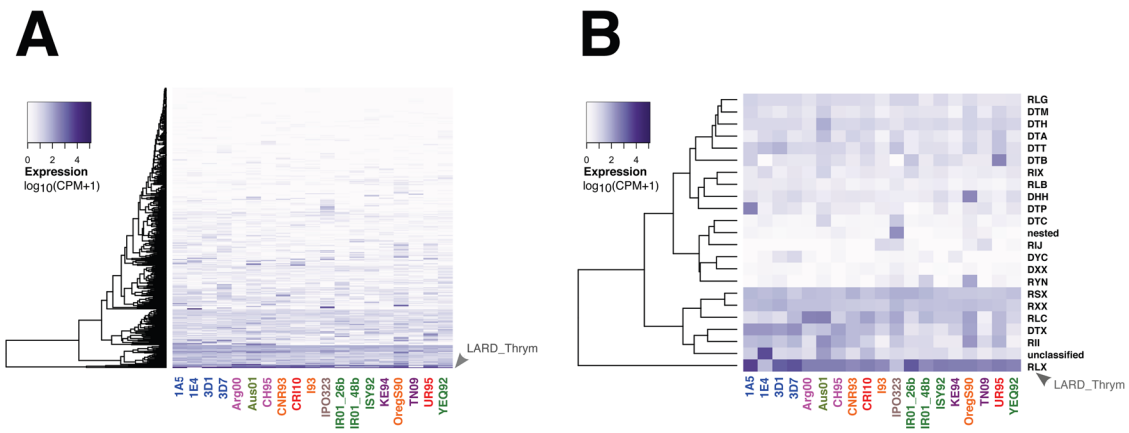 A
B
0 2 4
Expression
log10(CPM+1)
LARD_Thrym
1A5
1E4
3D1
3D7
Arg00
Aus01
CH95
CNR93
CRI10
I93
IPO323
IR01_26b
IR01_48b
ISY92
KE94
OregS90
TN09
UR95
YEQ92
0 2 4
Expression
log10(CPM+1)
RLG
DTM
DTH
DTA
DTT
DTB
RIX
RLB
DHH
DTP
DTC
nested
RIJ
DYC
DXX
RYN
RSX
RXX
RLC
DTX
RII
unclassified
RLX
LARD_Thrym
1A5
1E4
3D1
3D7
Arg00
Aus01
CH95
CNR93
CRI10
I93
IPO323
IR01_26b
IR01_48b
ISY92
KE94
OregS90
TN09
UR95
YEQ92